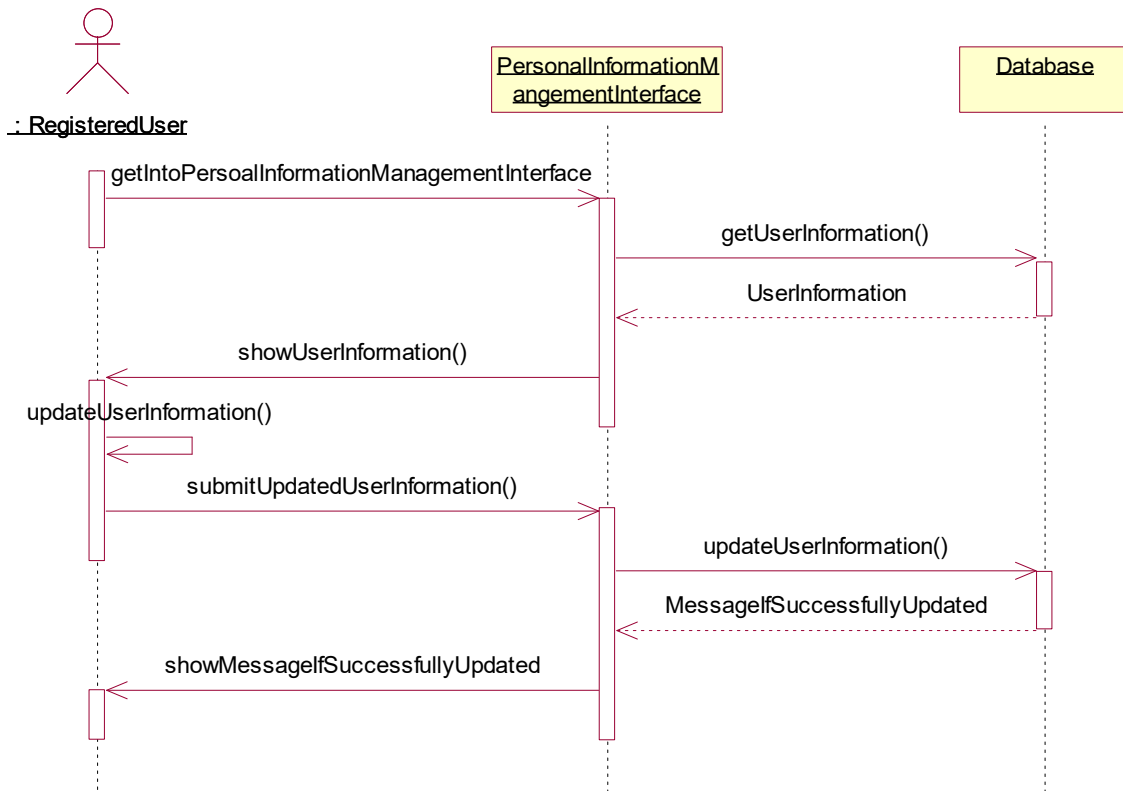 PersonalInformationM
angementInterface
Database
: RegisteredUser
getIntoPersoalInformationManagementInterface
getUserInformation()
UserInformation
showUserInformation()
updateUserInformation()
submitUpdatedUserInformation()
updateUserInformation()
MessageIfSuccessfullyUpdated
showMessageIfSuccessfullyUpdated